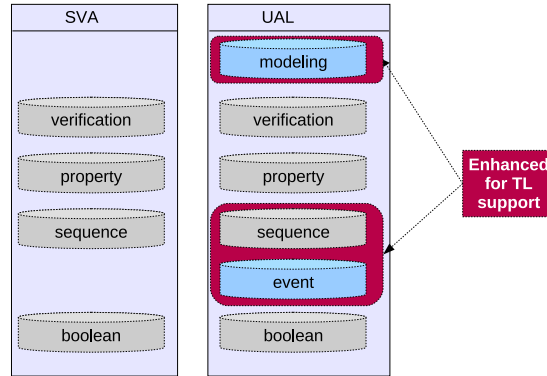 SVA
verification
property
sequence
boolean
UAL
modeling
verification
property
sequence
event
boolean
Enhanced
for TL
support